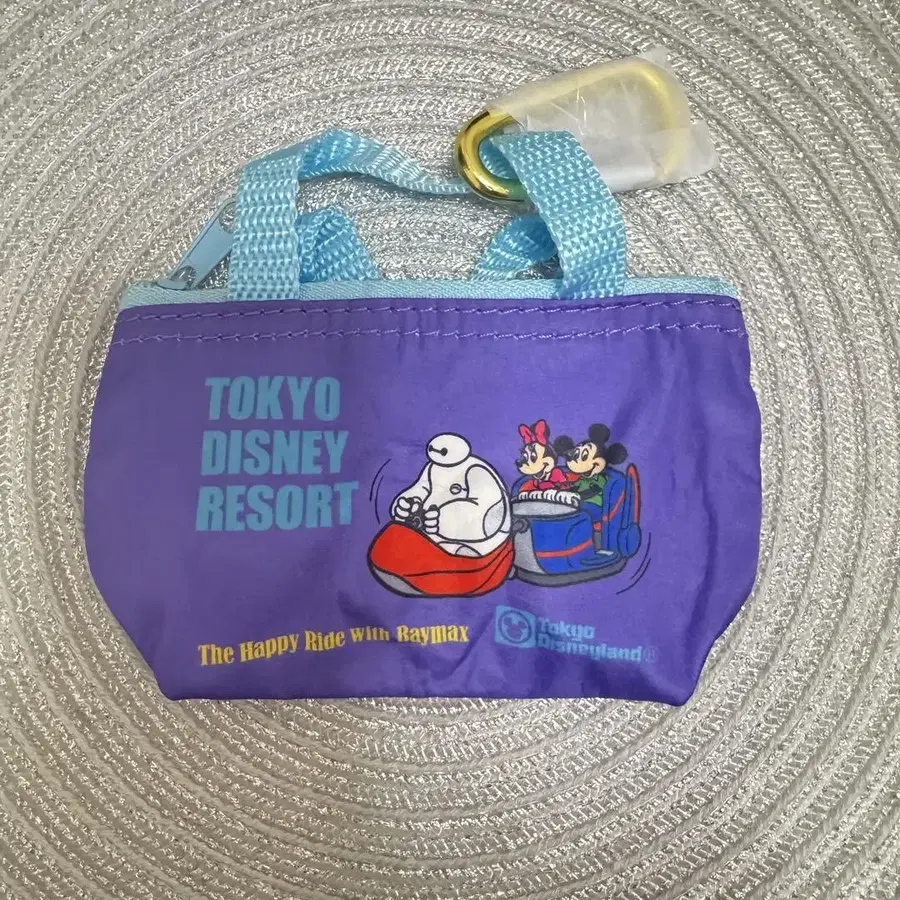 TOKYO
DISNEY
RESORT
The Happy Ride with Baymax
Tokyo
Disneyland®